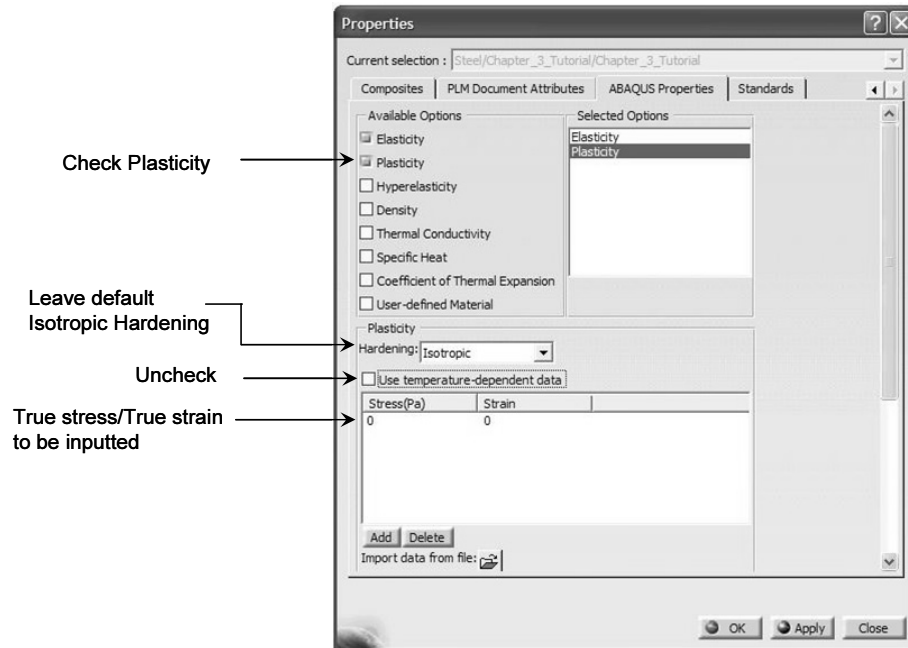 Properties
Current selection : Steel/Chapter_3_Tutorial/Chapter_3_Tutorial
Composites PLM Document Attributes ABAQUS Properties Standards
Available Options
Selected Options
Elasticity
Plasticity
Hyperelasticity
Density
Thermal Conductivity
Specific Heat
Coefficient of Thermal Expansion
User-defined Material
Elasticity
Plasticity
Check Plasticity
Plasticity
Leave default
Isotropic Hardening
Hardening: Isotropic
Uncheck
Use temperature-dependent data
True stress/True strain
to be inputted
Stress(Pa) Strain
0 0
Add Delete
Import data from file:
OK Apply Close